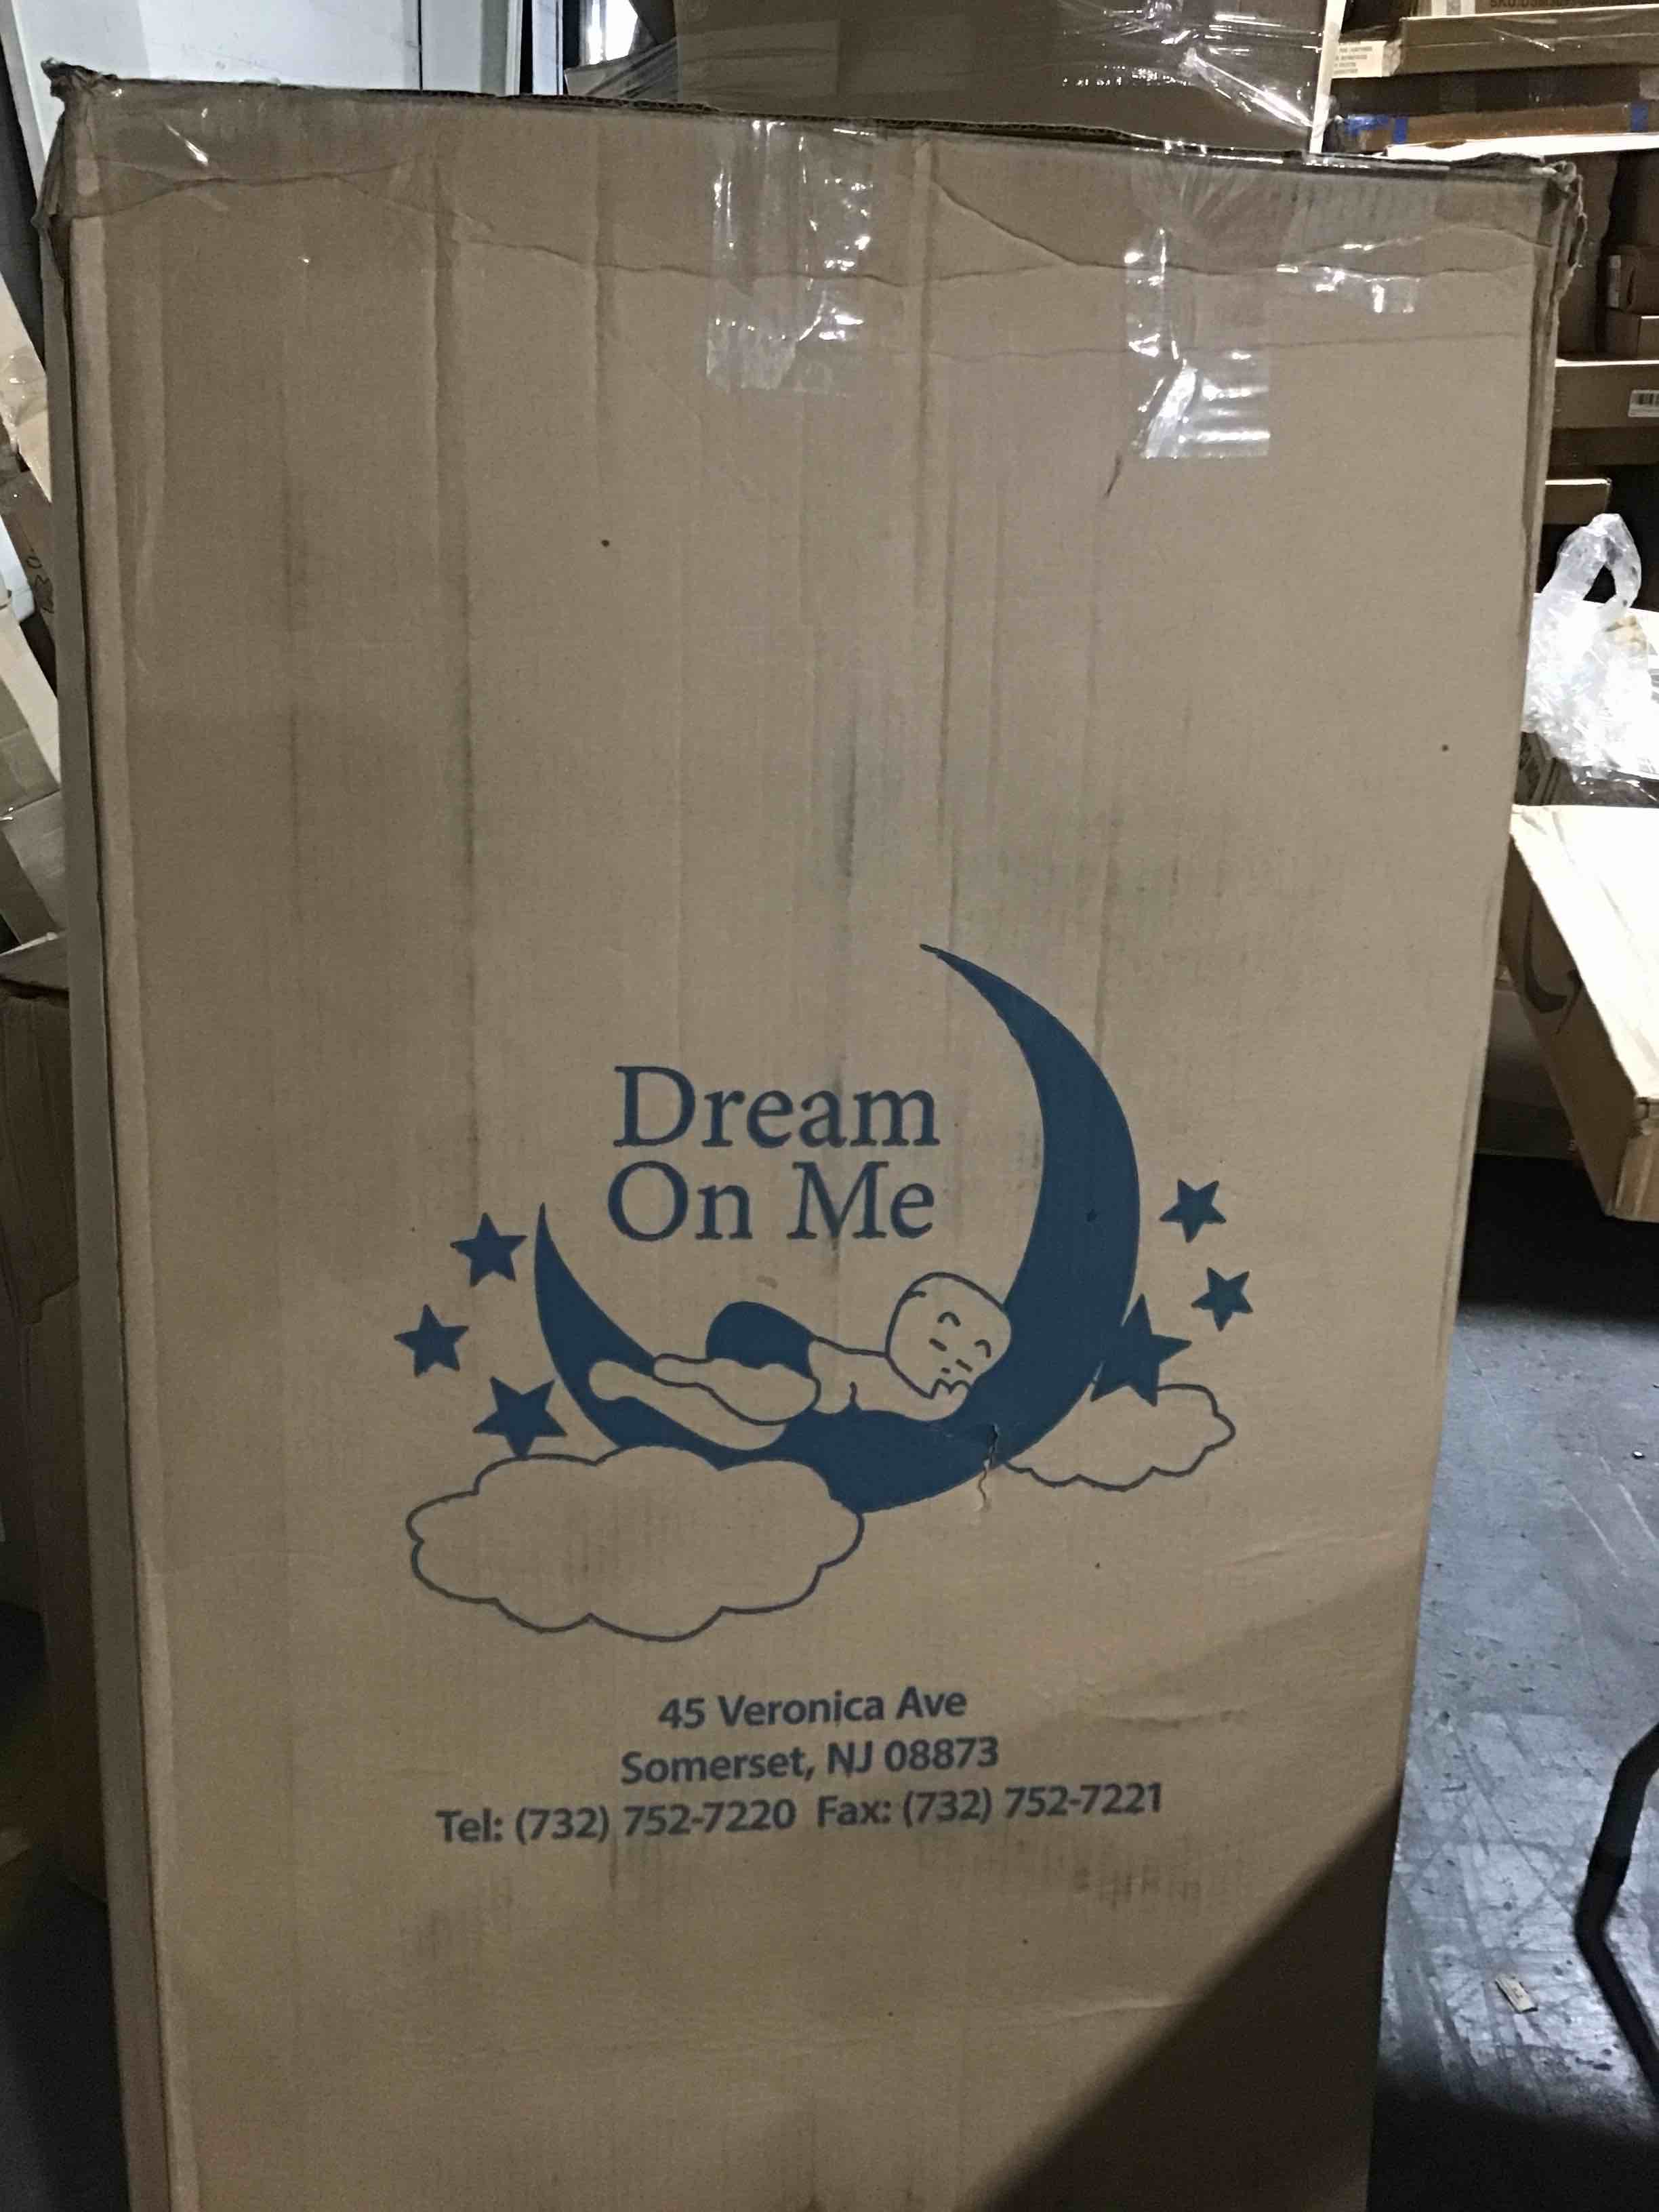 Dream
On Me
45 Veronica Ave
Somerset, NJ 08873
Tel: (732) 752-7220 Fax: (732) 752-7221